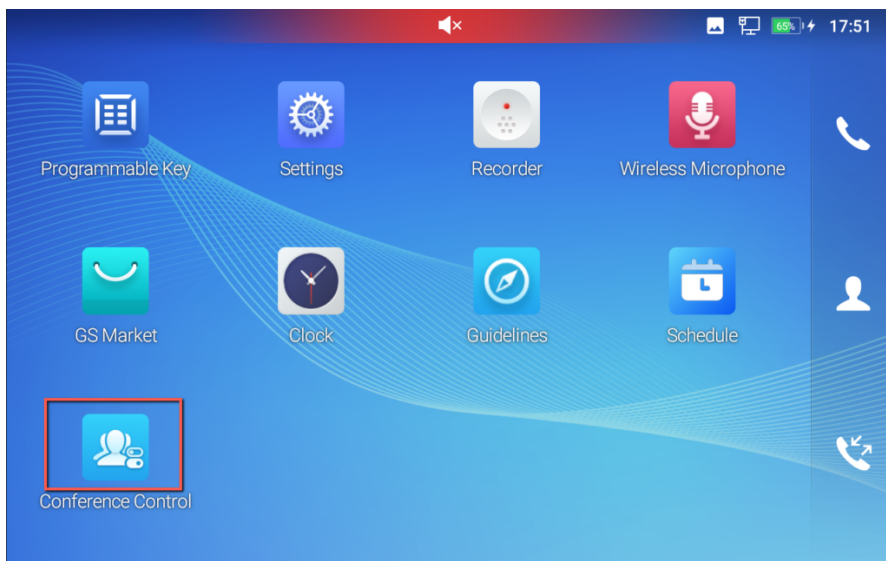 65% 17:51
Programmable Key
Settings
Recorder
Wireless Microphone
GS Market
Clock
Guidelines
Schedule
Conference Control